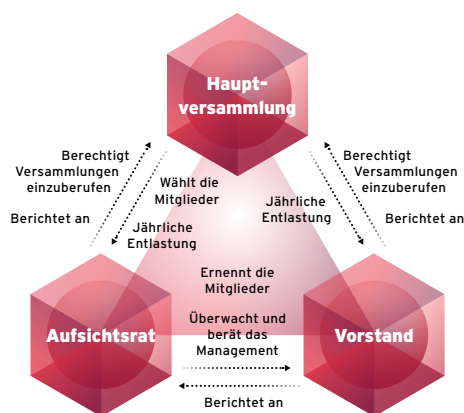 Haupt-
versammlung
Berechtigt
Versammlungen
einzuberufen
Berichtet an
Wählt die
Mitglieder
Jährliche
Entlastung
Jährliche
Entlastung
Berechtigt
Versammlungen
einzuberufen
Berichtet an
Ernennt die
Mitglieder
Überwacht und
berät das
Management
Aufsichtsrat
Vorstand
Berichtet an